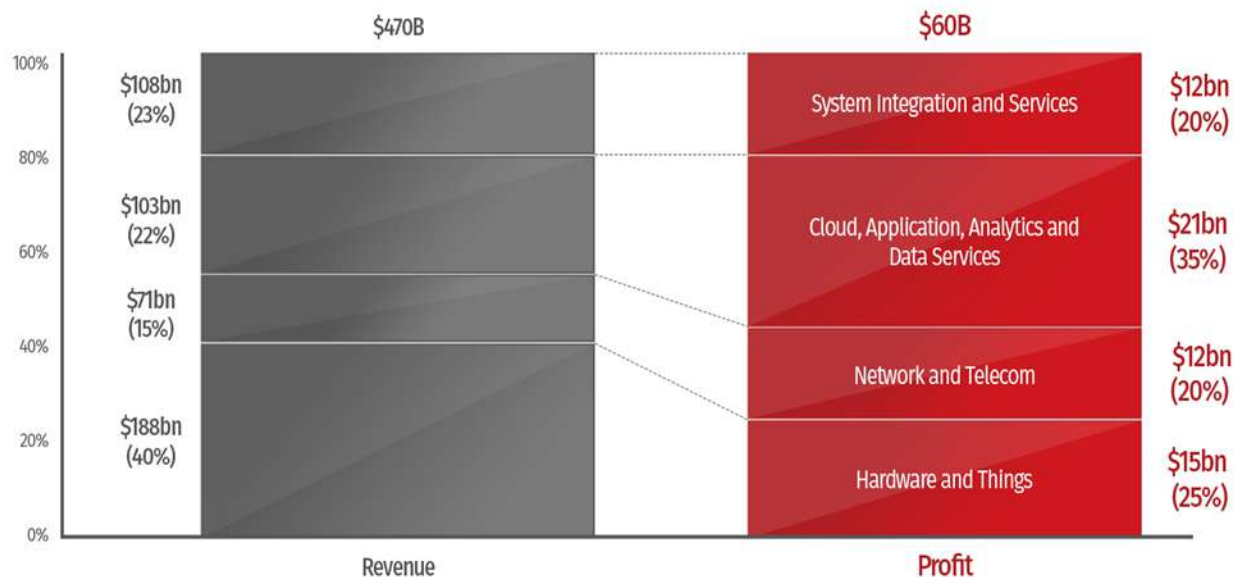 $470B
$60B
100%
80%
60%
40%
20%
0%
$108bn
(23%)
$103bn
(22%)
$71bn
(15%)
$188bn
(40%)
System Integration and Services
Cloud, Application, Analytics and
Data Services
Network and Telecom
Hardware and Things
$12bn
(20%)
$21bn
(35%)
$12bn
(20%)
$15bn
(25%)
Revenue
Profit